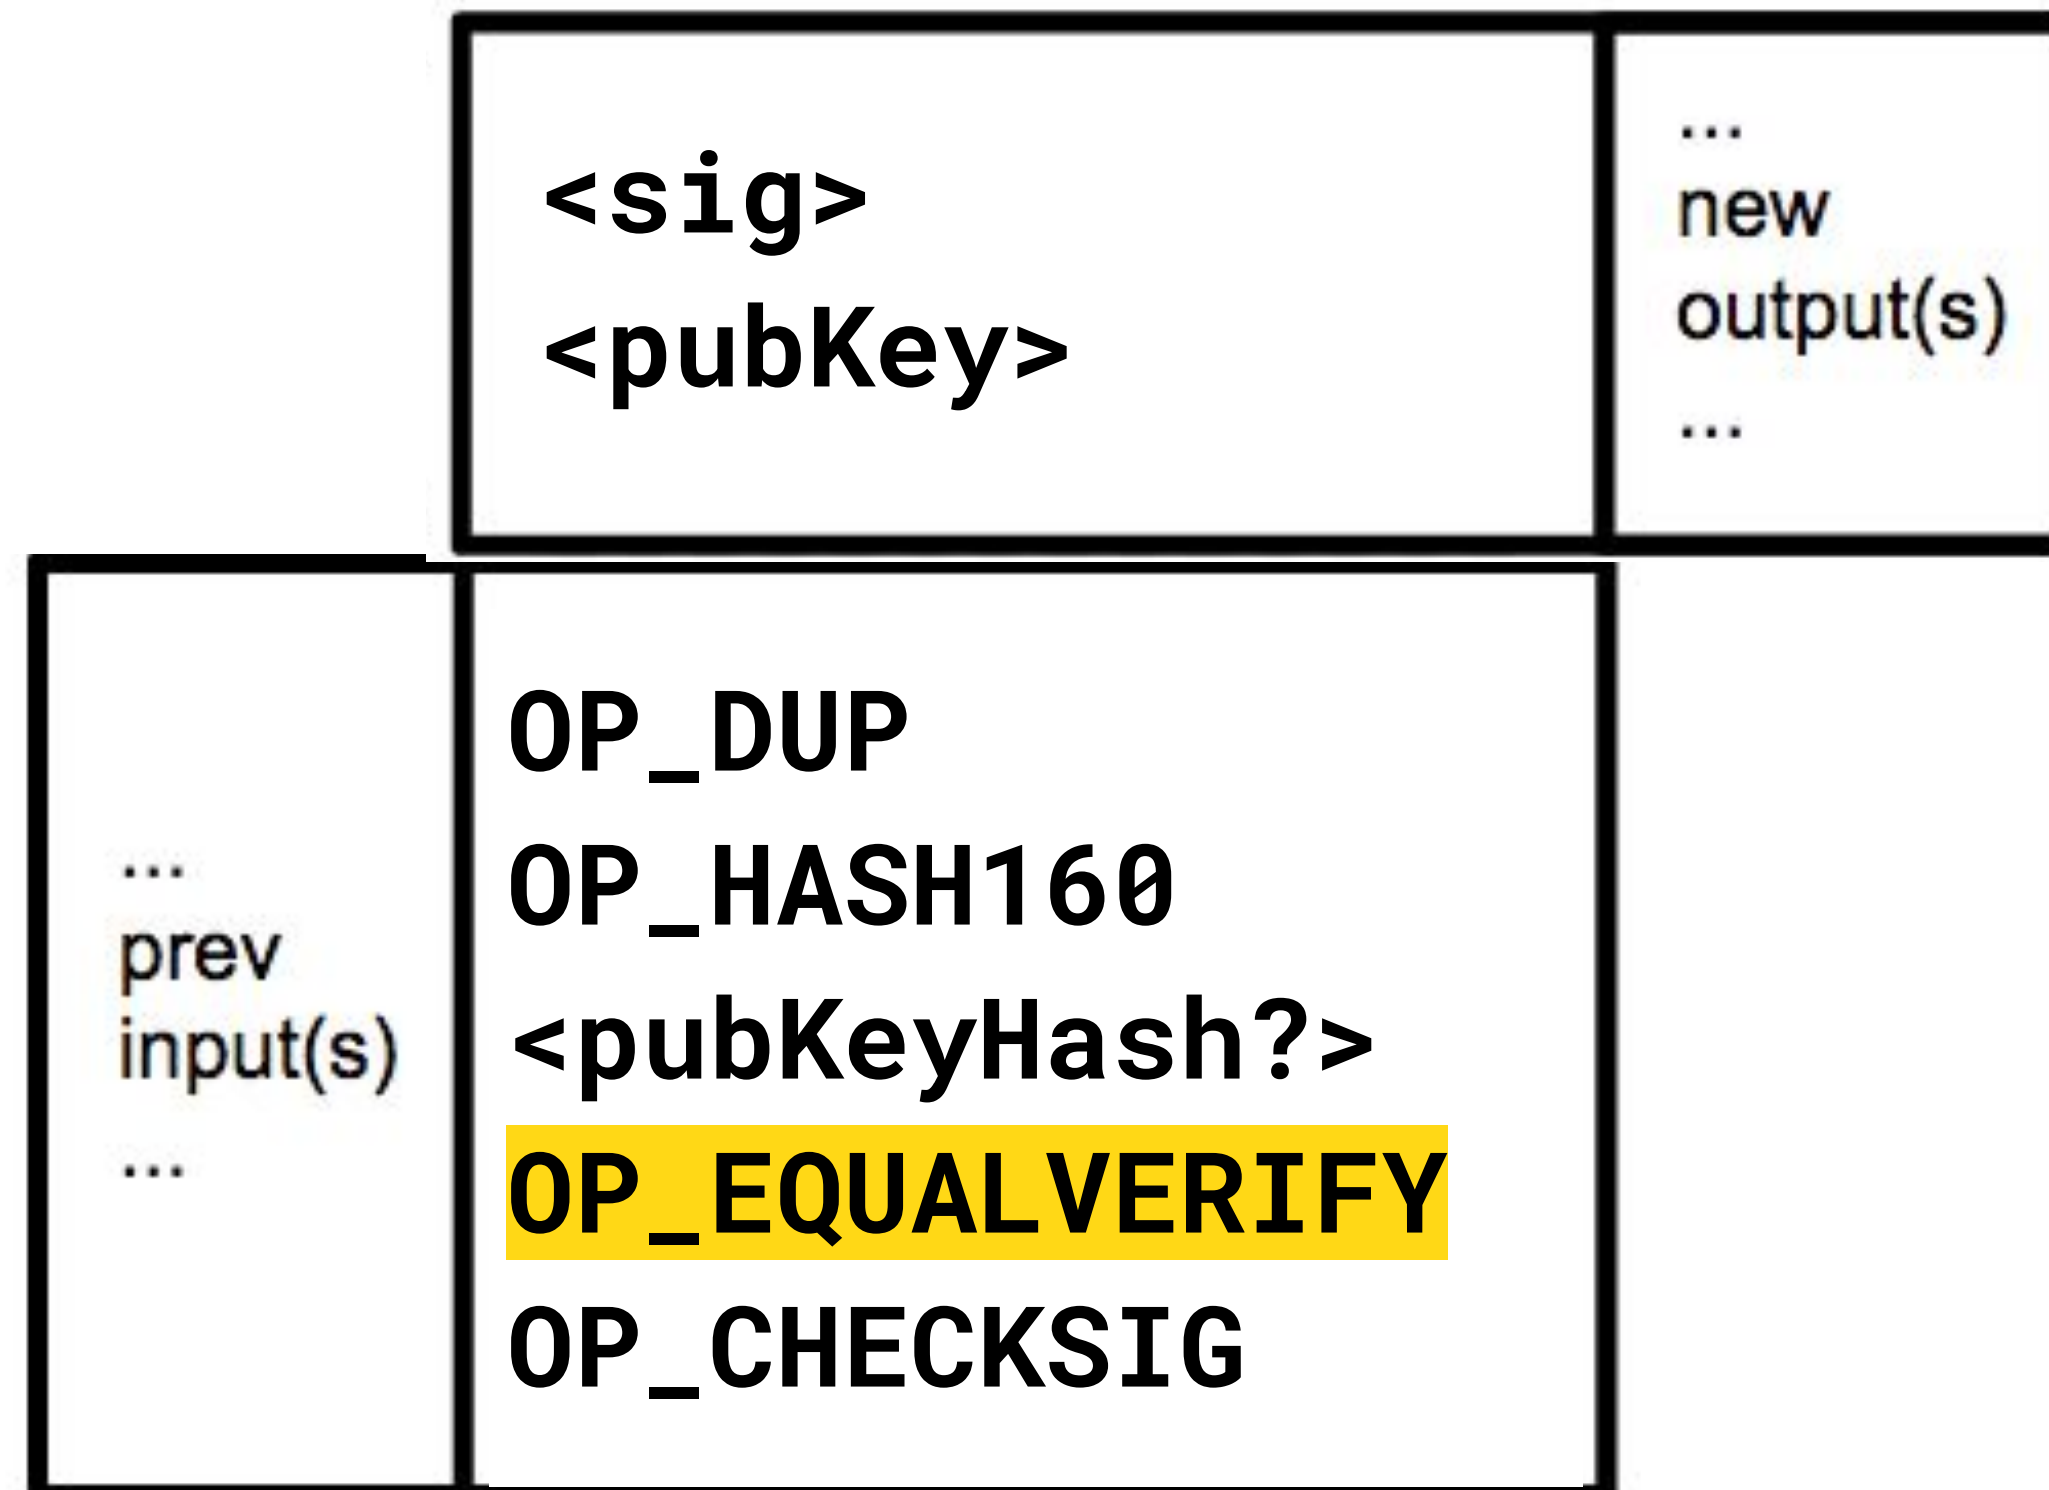 <sig>
<pubKey>
...
new
output(s)
...
...
prev
input(s)
...
OP_DUP
OP_HASH160
<pubKeyHash?>
OP_EQUALVERIFY
OP_CHECKSIG